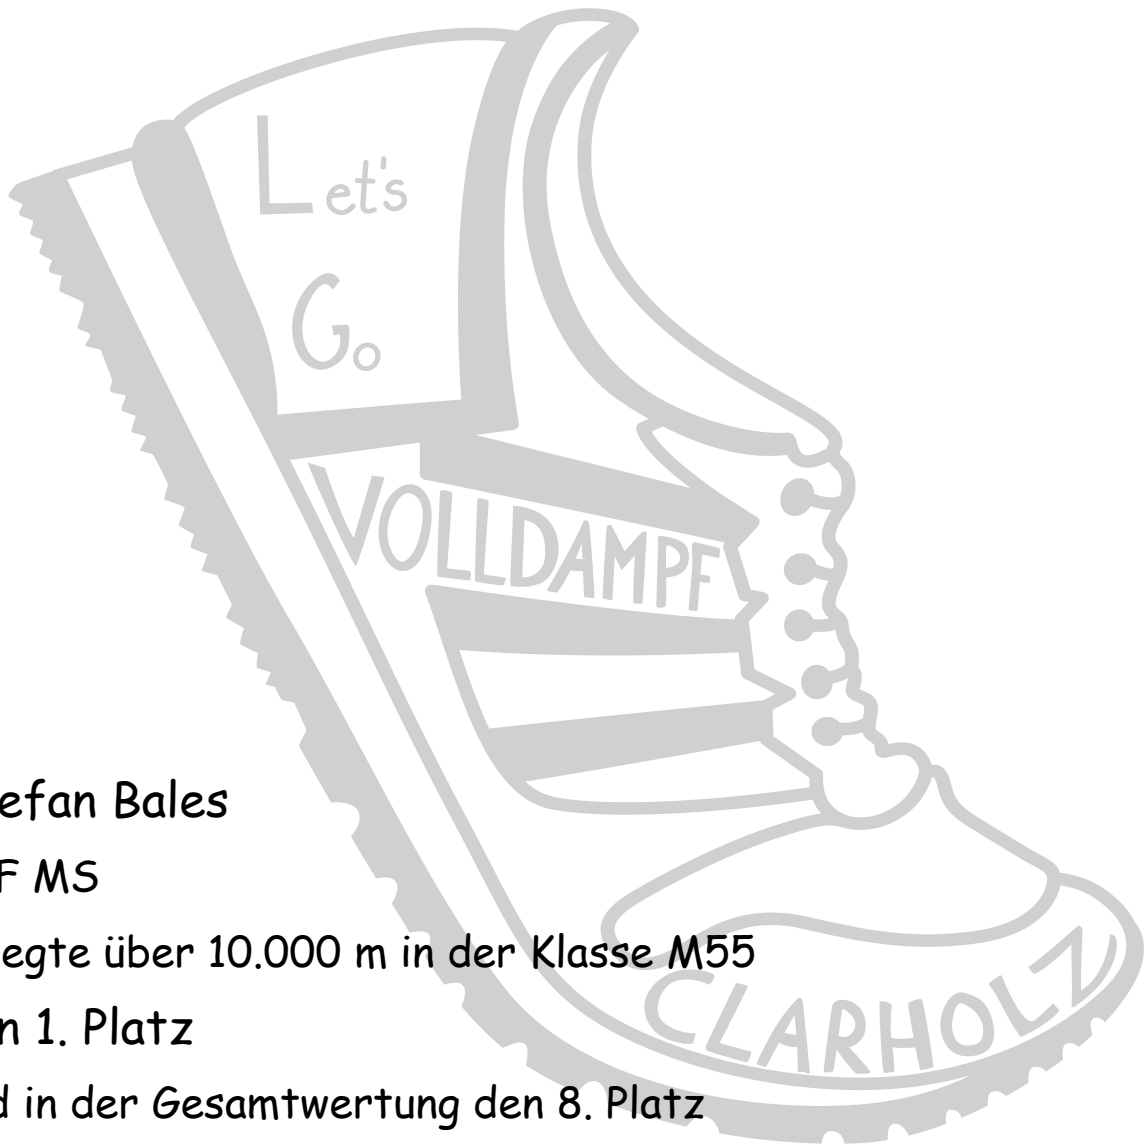 Let's
Go
VOLLDAMPF
efan Bales
F MS
egte über 10.000 m in der Klasse M55
n 1. Platz
d in der Gesamtwertung den 8. Platz
CLARHOLZ